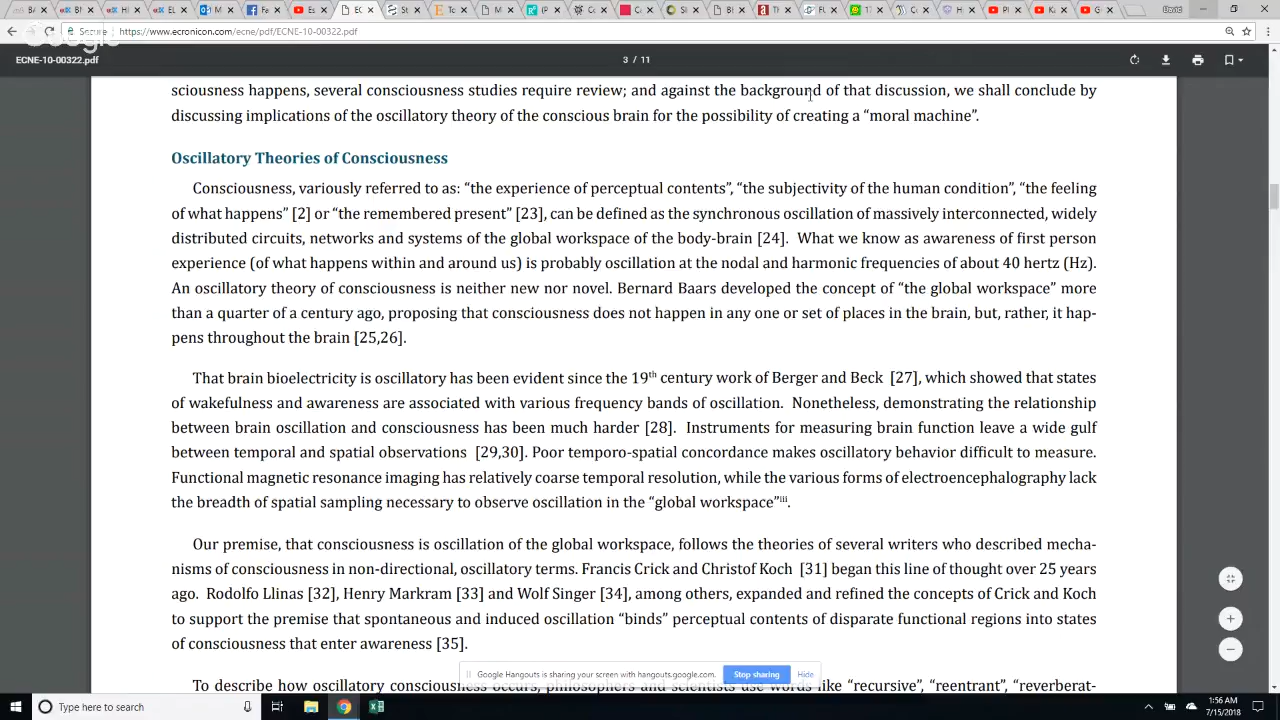 Secure https://www.ecronicon.com/ecne/pdf/ECNE-10-00322.pdf
Google
ECNE-10-00322.pdf
3 / 11
sciousness happens, several consciousness studies require review; and against the background of that discussion, we shall conclude by
discussing implications of the oscillatory theory of the conscious brain for the possibility of creating a “moral machine”.
Oscillatory Theories of Consciousness
Consciousness, variously referred to as: “the experience of perceptual contents”, “the subjectivity of the human condition”, “the feeling
of what happens” [2] or “the remembered present” [23], can be defined as the synchronous oscillation of massively interconnected, widely
distributed circuits, networks and systems of the global workspace of the body-brain [24]. What we know as awareness of first person
experience (of what happens within and around us) is probably oscillation at the nodal and harmonic frequencies of about 40 hertz (Hz).
An oscillatory theory of consciousness is neither new nor novel. Bernard Baars developed the concept of “the global workspace” more
than a quarter of a century ago, proposing that consciousness does not happen in any one or set of places in the brain, but, rather, it hap-
pens throughout the brain [25,26].
That brain bioelectricity is oscillatory has been evident since the 19th century work of Berger and Beck [27], which showed that states
of wakefulness and awareness are associated with various frequency bands of oscillation. Nonetheless, demonstrating the relationship
between brain oscillation and consciousness has been much harder [28]. Instruments for measuring brain function leave a wide gulf
between temporal and spatial observations [29,30]. Poor temporo-spatial concordance makes oscillatory behavior difficult to measure.
Functional magnetic resonance imaging has relatively coarse temporal resolution, while the various forms of electroencephalography lack
the breadth of spatial sampling necessary to observe oscillation in the “global workspace”iii.
Our premise, that consciousness is oscillation of the global workspace, follows the theories of several writers who described mecha-
nisms of consciousness in non-directional, oscillatory terms. Francis Crick and Christof Koch [31] began this line of thought over 25 years
ago. Rodolfo Llinas [32], Henry Markram [33] and Wolf Singer [34], among others, expanded and refined the concepts of Crick and Koch
to support the premise that spontaneous and induced oscillation “binds” perceptual contents of disparate functional regions into states
of consciousness that enter awareness [35].
Google Hangouts is sharing your screen with hangouts.google.com. Stop sharing Hide
To describe how oscillatory consciousness occurs, philosophers and scientists use words like “recursive”, “reentrant”, “reverberat-
Type here to search
1:56 AM
7/15/2018